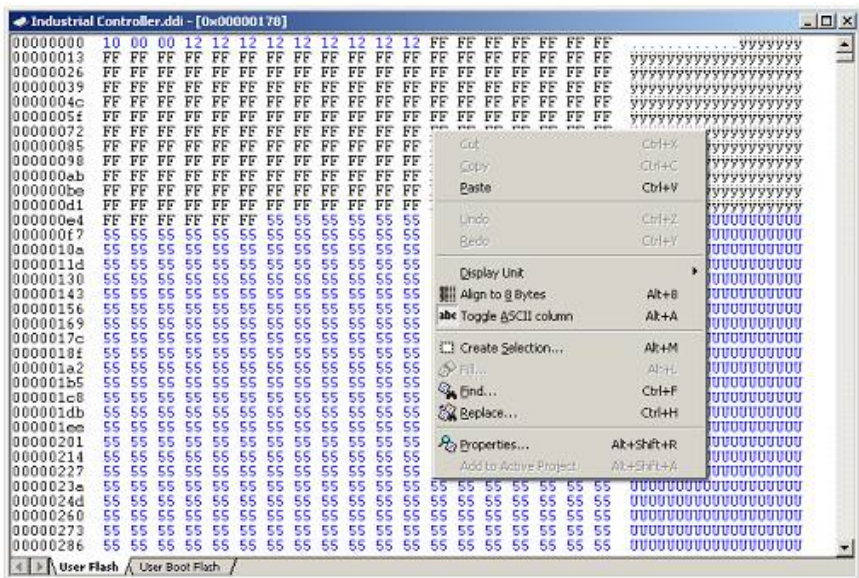 Industrial Controller.ddi - [0x00000178]
00000000 10 00 00 12 12 12 12 12 12 12 12 12 FF FF FF FF FF FF FF ............ÿÿÿÿÿÿÿ
00000013 FF FF FF FF FF FF FF FF FF FF FF FF FF FF FF FF FF FF FF ÿÿÿÿÿÿÿÿÿÿÿÿÿÿÿÿÿÿÿ
00000026 FF FF FF FF FF FF FF FF FF FF FF FF FF FF FF FF FF FF FF ÿÿÿÿÿÿÿÿÿÿÿÿÿÿÿÿÿÿÿ
00000039 FF FF FF FF FF FF FF FF FF FF FF FF FF FF FF FF FF FF FF ÿÿÿÿÿÿÿÿÿÿÿÿÿÿÿÿÿÿÿ
0000004c FF FF FF FF FF FF FF FF FF FF FF FF FF FF FF FF FF FF FF ÿÿÿÿÿÿÿÿÿÿÿÿÿÿÿÿÿÿÿ
0000005f FF FF FF FF FF FF FF FF FF FF FF FF FF FF FF FF FF FF FF ÿÿÿÿÿÿÿÿÿÿÿÿÿÿÿÿÿÿÿ
00000072 FF FF FF FF FF FF FF FF FF FF FF FF
00000085 FF FF FF FF FF FF FF FF FF FF FF FF
00000098 FF FF FF FF FF FF FF FF FF FF FF FF
000000ab FF FF FF FF FF FF FF FF FF FF FF FF
000000be FF FF FF FF FF FF FF FF FF FF FF FF
000000d1 FF FF FF FF FF FF FF FF FF FF FF FF
000000e4 FF FF FF FF FF FF 55 55 55 55 55 55
000000f7 55 55 55 55 55 55 55 55 55 55 55 55
0000010a 55 55 55 55 55 55 55 55 55 55 55 55
0000011d 55 55 55 55 55 55 55 55 55 55 55 55
00000130 55 55 55 55 55 55 55 55 55 55 55 55
00000143 55 55 55 55 55 55 55 55 55 55 55 55
00000156 55 55 55 55 55 55 55 55 55 55 55 55
00000169 55 55 55 55 55 55 55 55 55 55 55 55
0000017c 55 55 55 55 55 55 55 55 55 55 55 55
0000018f 55 55 55 55 55 55 55 55 55 55 55 55
000001a2 55 55 55 55 55 55 55 55 55 55 55 55
000001b5 55 55 55 55 55 55 55 55 55 55 55 55
000001c8 55 55 55 55 55 55 55 55 55 55 55 55
000001db 55 55 55 55 55 55 55 55 55 55 55 55
000001ee 55 55 55 55 55 55 55 55 55 55 55 55
00000201 55 55 55 55 55 55 55 55 55 55 55 55
00000214 55 55 55 55 55 55 55 55 55 55 55 55
00000227 55 55 55 55 55 55 55 55 55 55 55 55
0000023a 55 55 55 55 55 55 55 55 55 55 55 55 55 55 55 55 55 55 55 UUUUUUUUUUUUUUUUUUU
0000024d 55 55 55 55 55 55 55 55 55 55 55 55 55 55 55 55 55 55 55 UUUUUUUUUUUUUUUUUUU
00000260 55 55 55 55 55 55 55 55 55 55 55 55 55 55 55 55 55 55 55 UUUUUUUUUUUUUUUUUUU
00000273 55 55 55 55 55 55 55 55 55 55 55 55 55 55 55 55 55 55 55 UUUUUUUUUUUUUUUUUUU
00000286 55 55 55 55 55 55 55 55 55 55 55 55 55 55 55 55 55 55 55 UUUUUUUUUUUUUUUUUUU
Cut Ctrl+X
Copy Ctrl+C
Paste Ctrl+V
Undo Ctrl+Z
Redo Ctrl+Y
Display Unit
Align to 8 Bytes Alt+8
abc Toggle ASCII column Alt+A
Create Selection... Alt+M
Fill... Alt+L
Find... Ctrl+F
Replace... Ctrl+H
Properties... Alt+Shift+R
Add to Active Project Alt+Shift+A
User Flash User Boot Flash